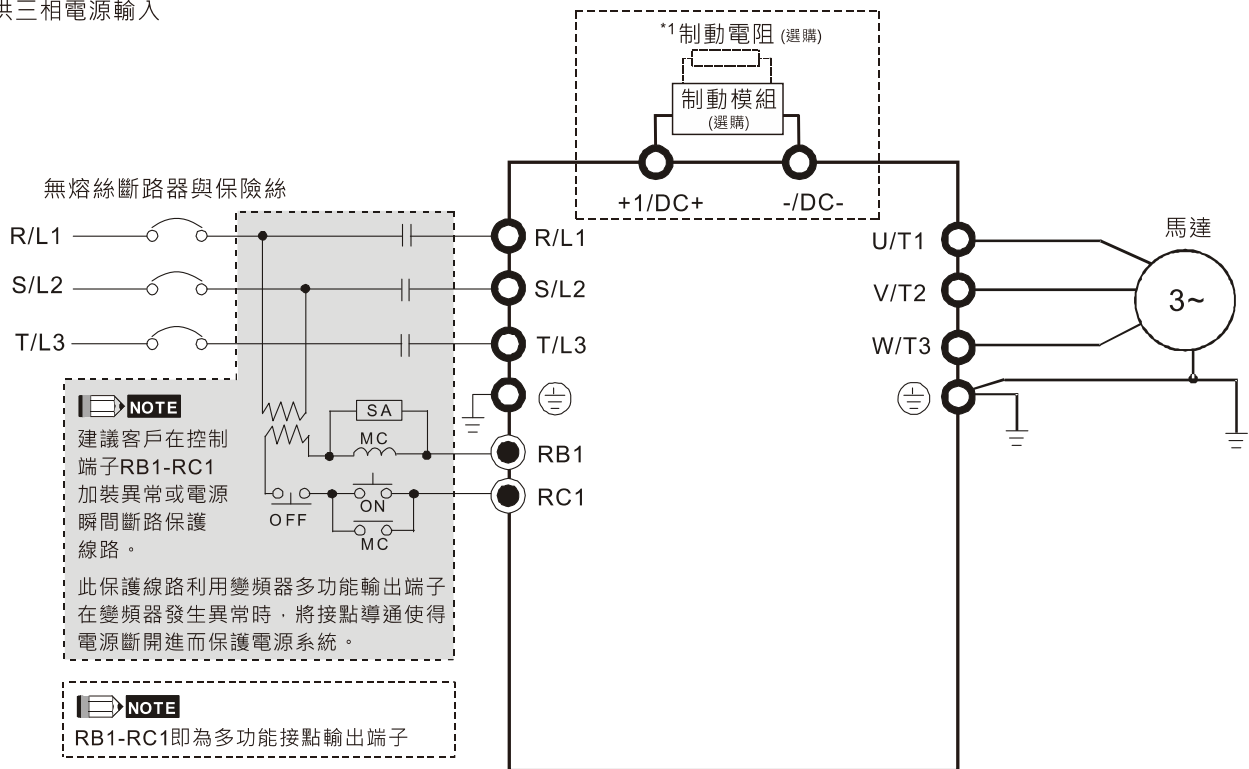 供三相電源輸入
*1制動電阻 (選購)
制動模組
(選購)
+1/DC+
-/DC-
無熔絲斷路器與保險絲
R/L1
S/L2
T/L3
R/L1
S/L2
T/L3
RB1
RC1
U/T1
V/T2
W/T3
馬達
3~
SA
MC
ON
OFF
MC
NOTE
建議客戶在控制
端子RB1-RC1
加裝異常或電源
瞬間斷路保護
線路。
此保護線路利用變頻器多功能輸出端子
在變頻器發生異常時，將接點導通使得
電源斷開進而保護電源系統。
NOTE
RB1-RC1即為多功能接點輸出端子